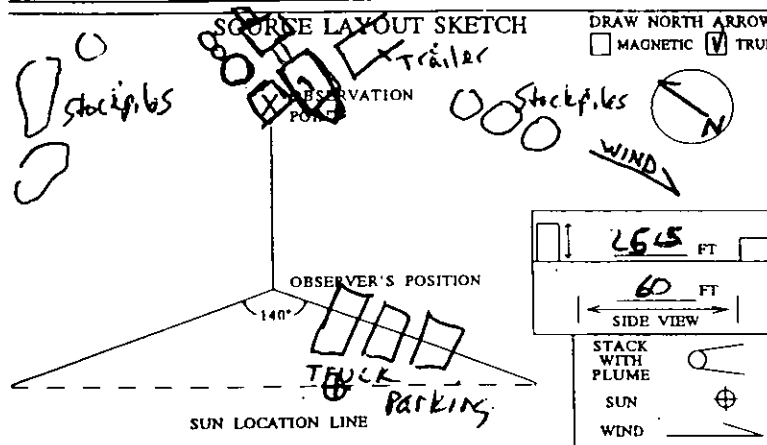 SOURCE LAYOUT SKETCH
DRAW NORTH ARROW
MAGNETIC TRUE
Trailer
Stockpiles
OBSERVATION
POINT
Stockpiles
N
WIND
FT
OBSERVER'S POSITION
60 FT
140°
SIDE VIEW
STACK
WITH
PLUME
TRUCK
Parking
SUN
SUN LOCATION LINE
WIND